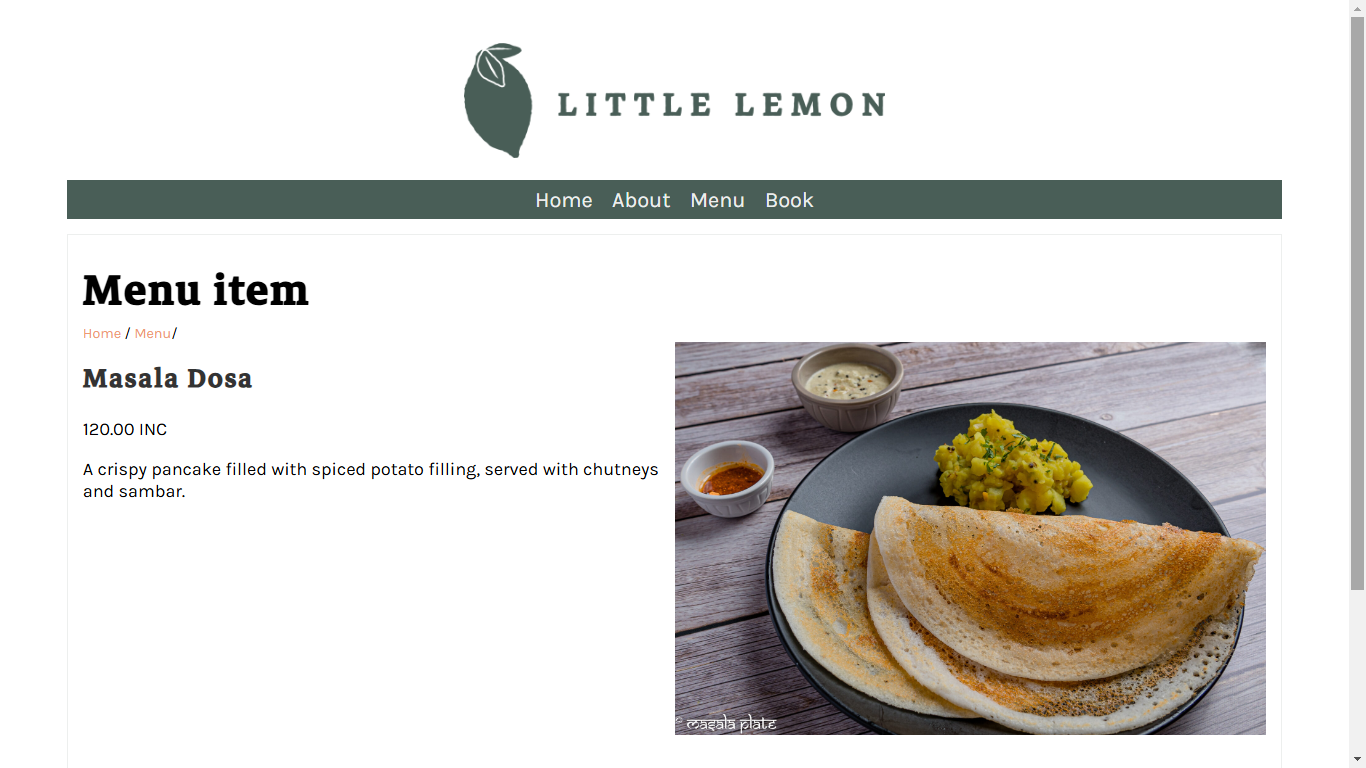 LITTLE LEMON
Home About Menu Book
Menu item
Home / Menu/
Masala Dosa
120.00 INC
A crispy pancake filled with spiced potato filling, served with chutneys
and sambar.
© masala plate